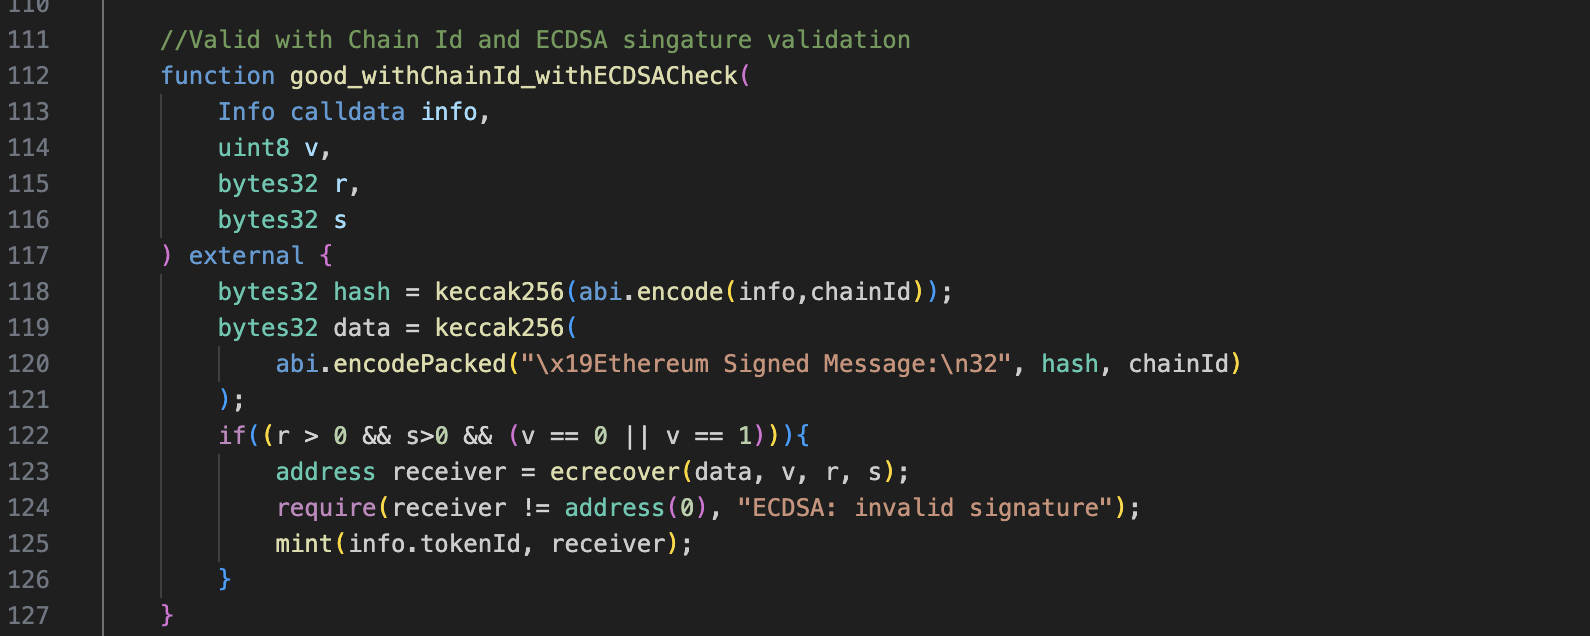 110
111 //Valid with Chain Id and ECDSA singature validation
112 function good_withChainId_withECDSACheck(
113 Info calldata info,
114 uint8 v,
115 bytes32 r,
116 bytes32 s
117 ) external {
118 bytes32 hash = keccak256(abi.encode(info,chainId));
119 bytes32 data = keccak256(
120 abi.encodePacked("\x19Ethereum Signed Message:\n32", hash, chainId)
121 );
122 if((r > 0 && s>0 && (v == 0 || v == 1))){
123 address receiver = ecrecover(data, v, r, s);
124 require(receiver != address(0), "ECDSA: invalid signature");
125 mint(info.tokenId, receiver);
126 }
127 }